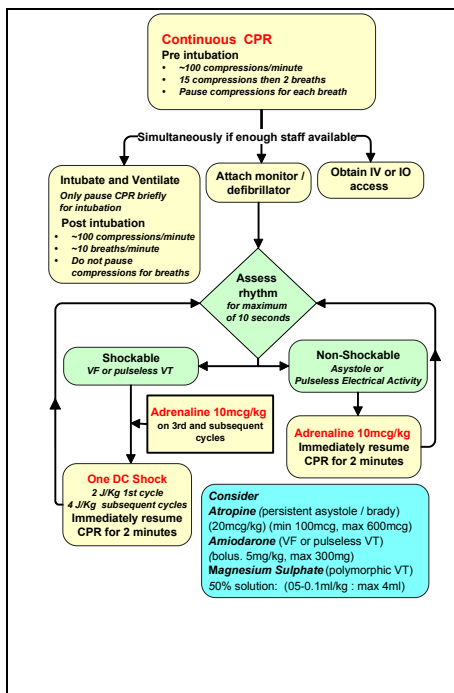 Continuous CPR
Pre intubation
• ~100 compressions/minute
• 15 compressions then 2 breaths
• Pause compressions for each breath
Simultaneously if enough staff available
Intubate and Ventilate
Only pause CPR briefly
for intubation
Post intubation
• ~100 compressions/minute
• ~10 breaths/minute
• Do not pause
compressions for breaths
Attach monitor /
defibrillator
Obtain IV or IO
access
Assess
rhythm
for maximum
of 10 seconds
Shockable
VF or pulseless VT
Non-Shockable
Asystole or
Pulseless Electrical Activity
Adrenaline 10mcg/kg
on 3rd and subsequent
cycles
Adrenaline 10mcg/kg
Immediately resume
CPR for 2 minutes
One DC Shock
2 J/Kg 1st cycle
4 J/Kg subsequent cycles
Immediately resume
CPR for 2 minutes
Consider
Atropine (persistent asystole / brady)
(20mcg/kg) (min 100mcg, max 600mcg)
Amiodarone (VF or pulseless VT)
(bolus. 5mg/kg, max 300mg)
Magnesium Sulphate (polymorphic VT)
50% solution: (05-0.1ml/kg : max 4ml)